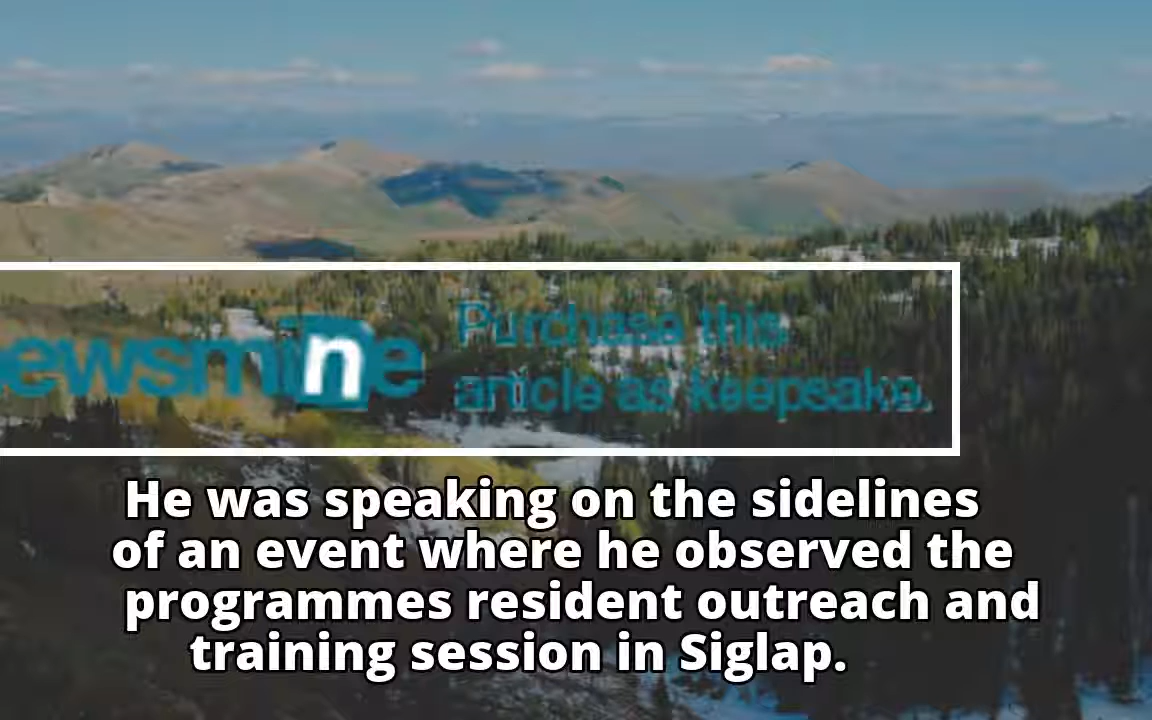 ewsmine
Purchase this
article as keepsake.
He was speaking on the sidelines
of an event where he observed the
programmes resident outreach and
training session in Siglap.